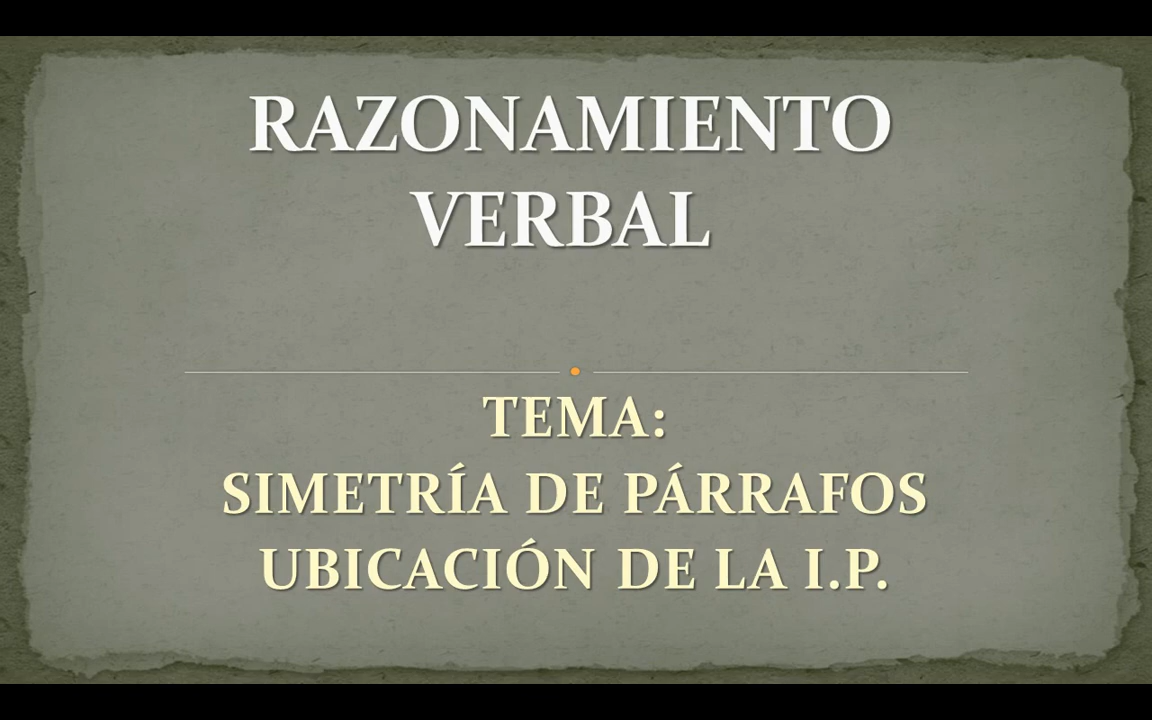 RAZONAMIENTO
VERBAL
TEMA:
SIMETRÍA DE PÁRRAFOS
UBICACIÓN DE LA I.P.